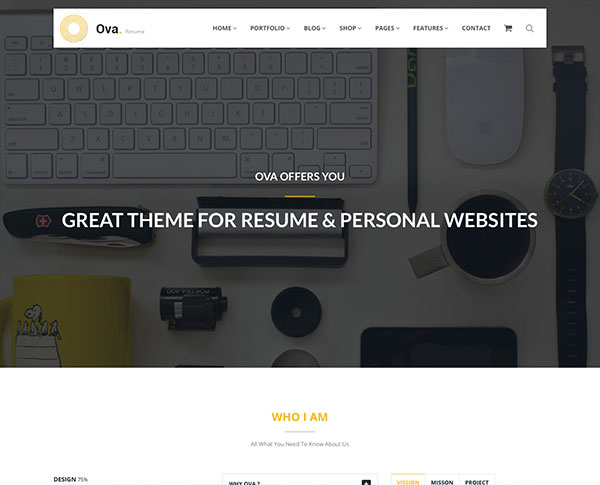 Ova. Resume
HOME PORTFOLIO BLOG SHOP PAGES FEATURES CONTACT
OVA OFFERS YOU
GREAT THEME FOR RESUME & PERSONAL WEBSITES
WHO I AM
All What You Need To Know About Us
DESIGN 75%
WHY OVA ?
VISSION MISSON PROJECT